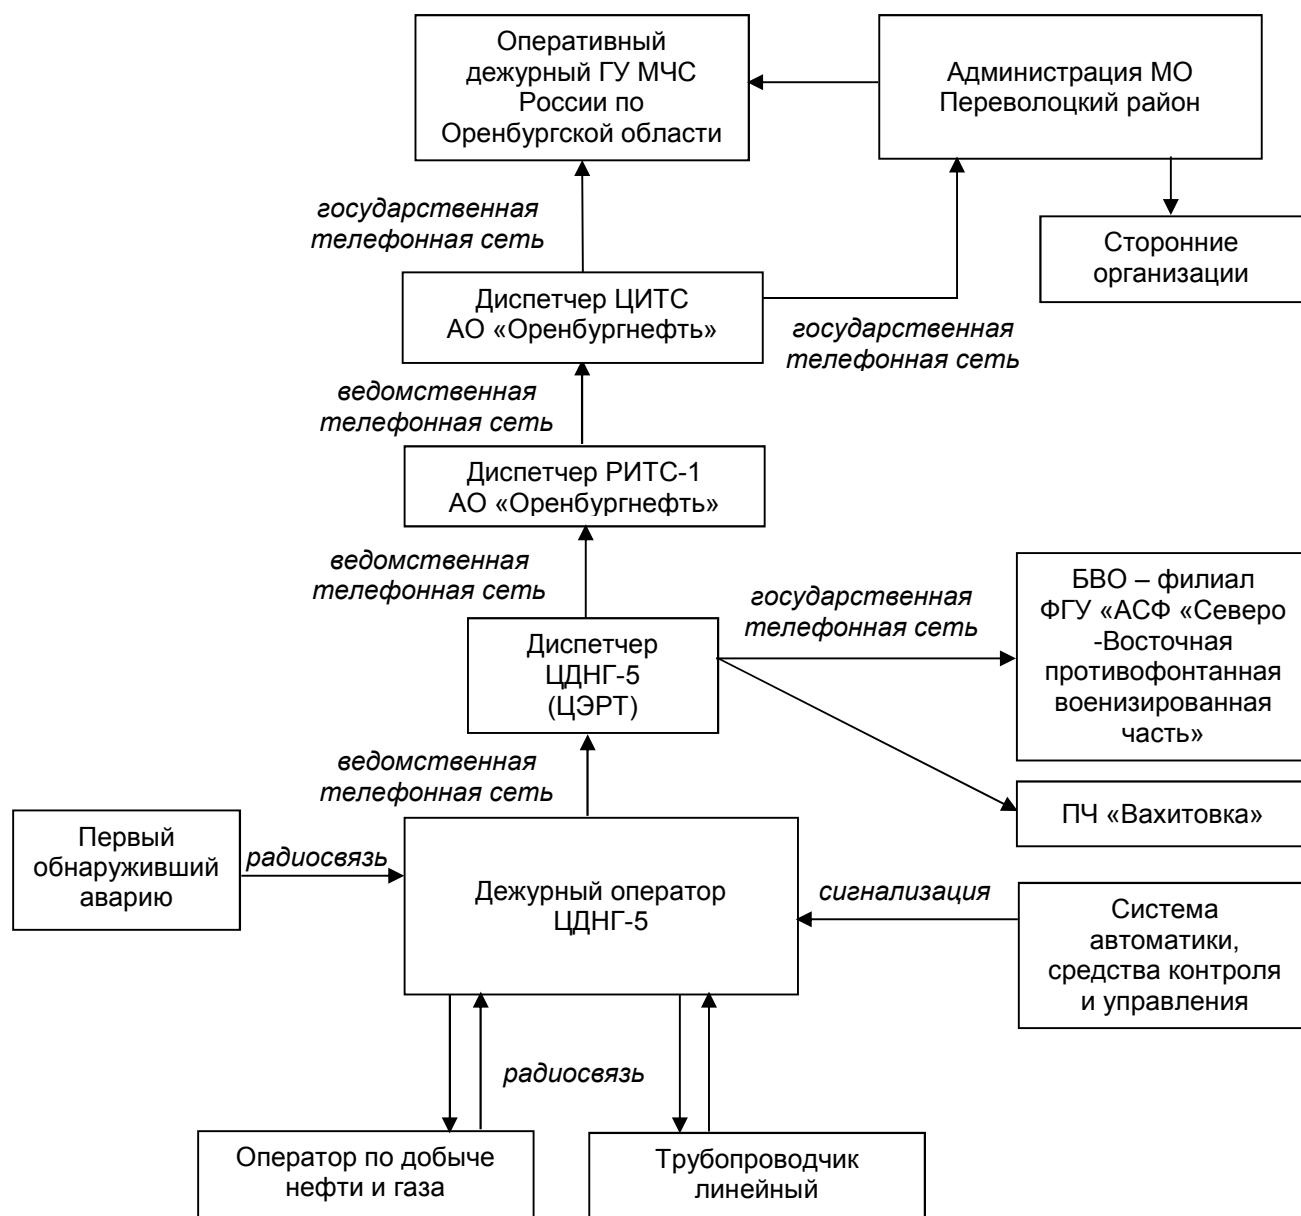 Оперативный
дежурный ГУ МЧС
России по
Оренбургской области
Администрация МО
Переволоцкий район
государственная
телефонная сеть
Сторонние
организации
Диспетчер ЦИТС
АО «Оренбургнефть»
государственная
телефонная сеть
ведомственная
телефонная сеть
Диспетчер РИТС-1
АО «Оренбургнефть»
ведомственная
телефонная сеть
государственная
телефонная сеть
БВО – филиал
ФГУ «АСФ «Северо
-Восточная
противофонтанная
военизированная
часть»
Диспетчер
ЦДНГ-5
(ЦЭРТ)
ведомственная
телефонная сеть
ПЧ «Вахитовка»
Первый
обнаруживший
аварию
радиосвязь
Дежурный оператор
ЦДНГ-5
сигнализация
Система
автоматики,
средства контроля
и управления
радиосвязь
Оператор по добыче
нефти и газа
Трубопроводчик
линейный